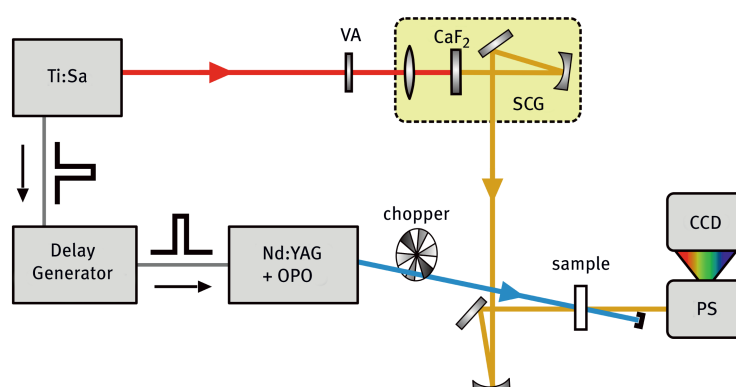 VA
CaF2
Ti:Sa
SCG
chopper
CCD
Delay
Generator
Nd:YAG
+ OPO
sample
PS